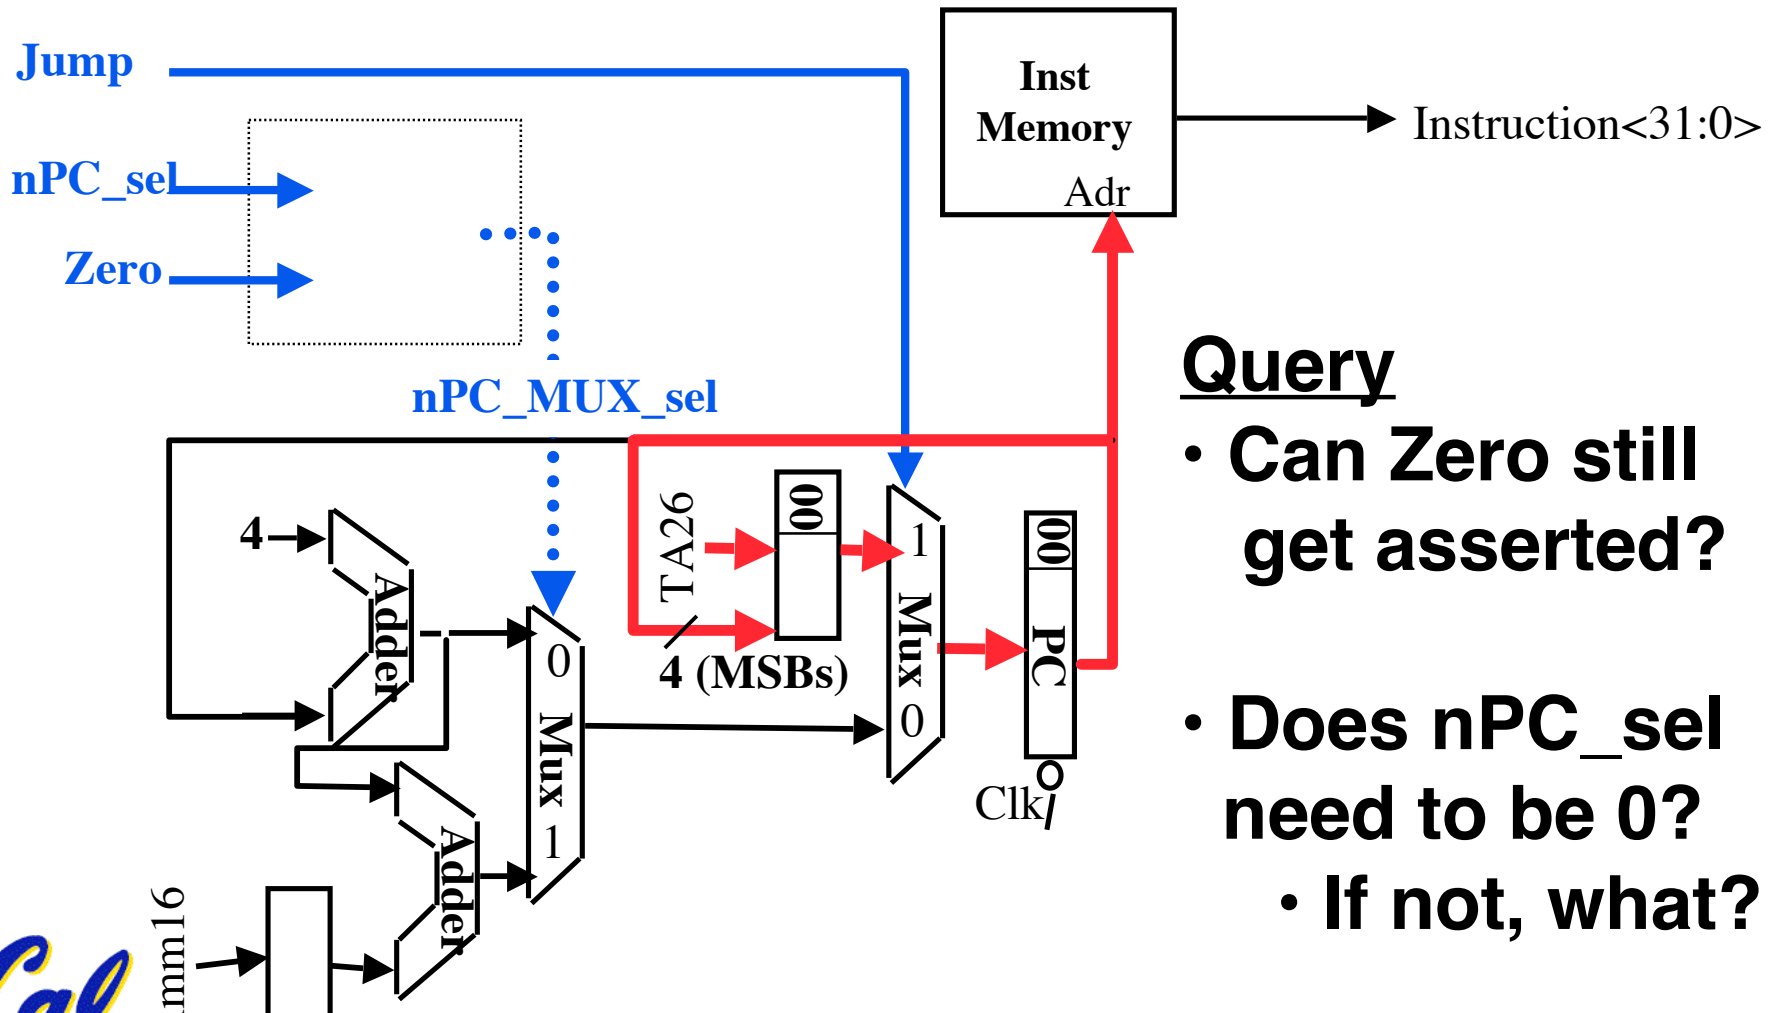 Jump
Inst
Memory
Adr
Instruction<31:0>
nPC_sel
Zero
nPC_MUX_sel
Query
• Can Zero still
get asserted?
• Does nPC_sel
need to be 0?
• If not, what?
4
Adder
0
Mux
1
TA26
00
4 (MSBs)
1
Mux
0
00
PC
Clk
Adder
mm16
Cal